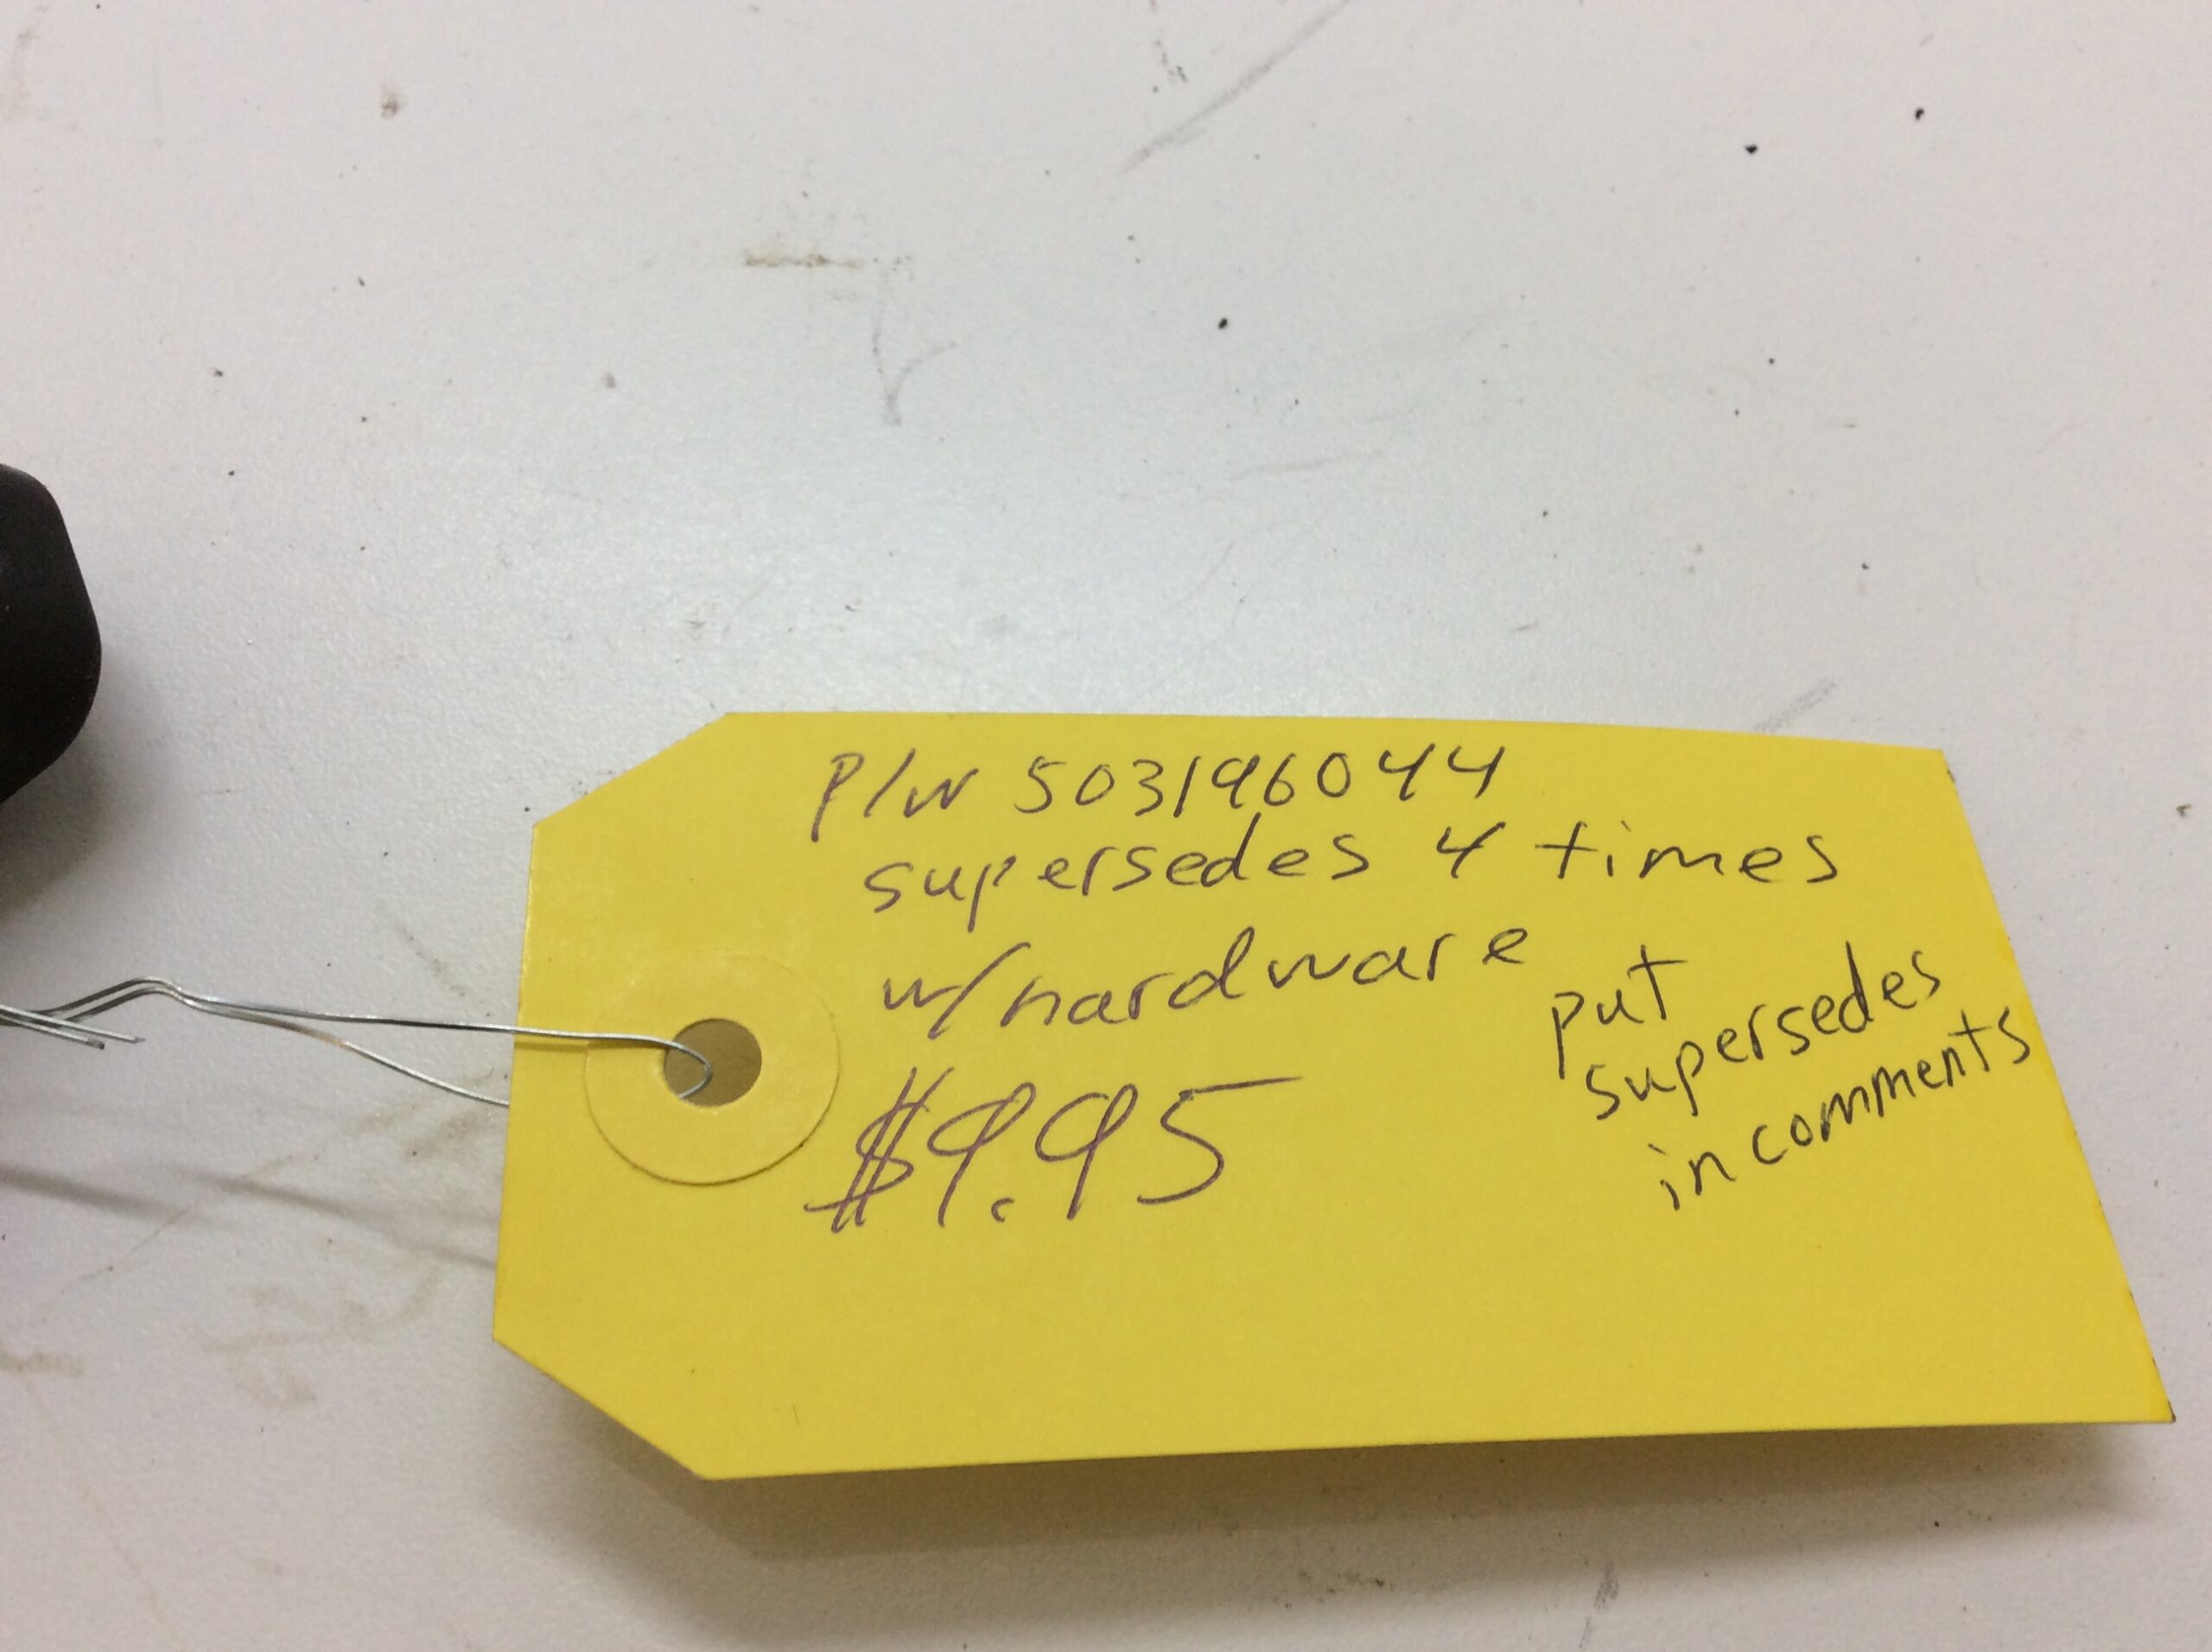 P/N 503196044
supersedes 4 times
w/hardware
$9.95
put
supersedes
in comments